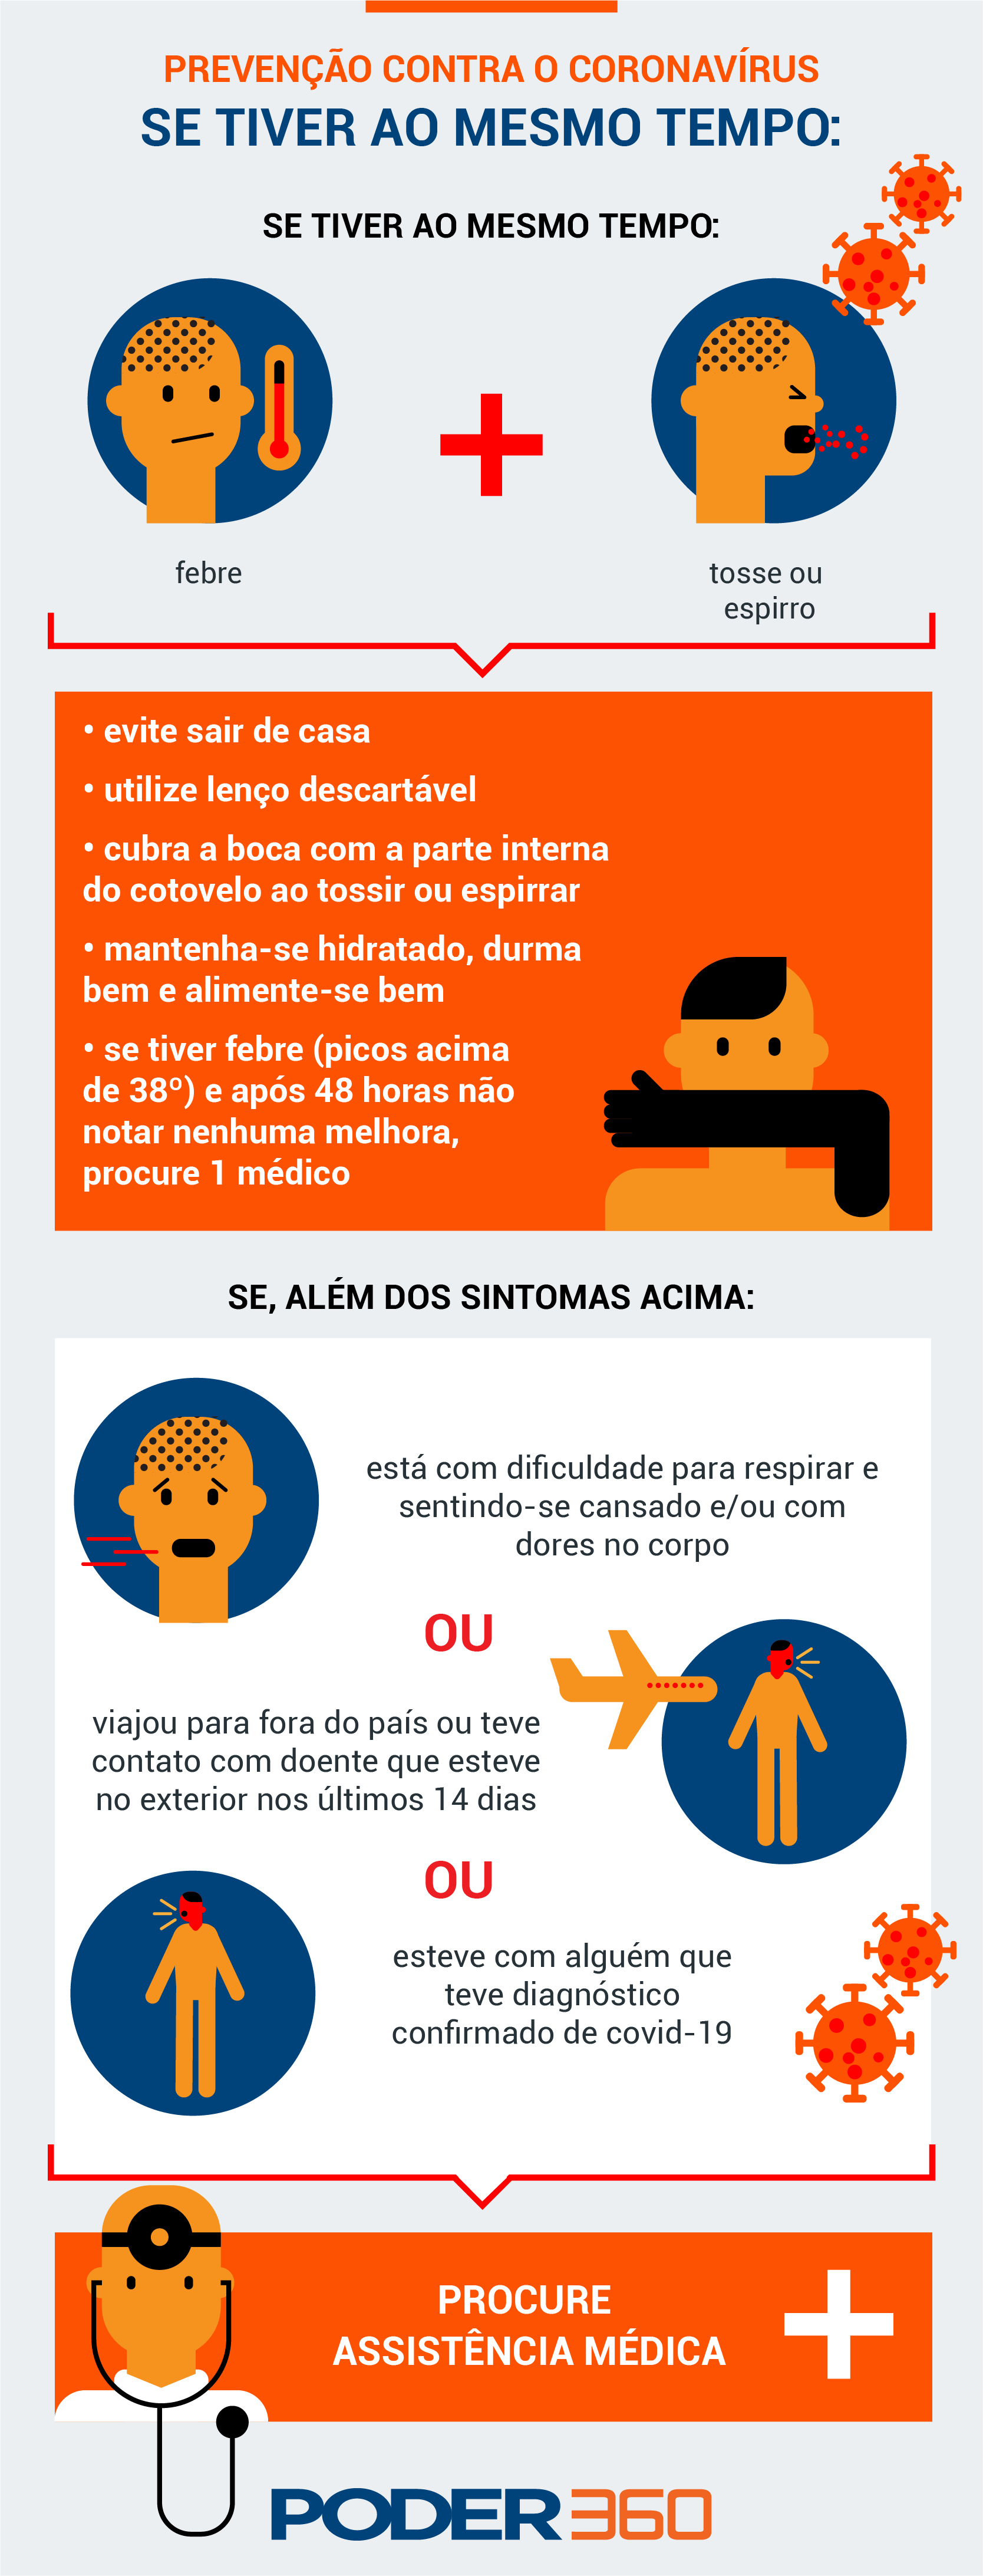 PREVENÇÃO CONTRA O CORONAVÍRUS
SE TIVER AO MESMO TEMPO:
SE TIVER AO MESMO TEMPO:
febre
tosse ou
espirro
• evite sair de casa
• utilize lenço descartável
• cubra a boca com a parte interna
do cotovelo ao tossir ou espirrar
• mantenha-se hidratado, durma
bem e alimente-se bem
• se tiver febre (picos acima
de 38º) e após 48 horas não
notar nenhuma melhora,
procure 1 médico
SE, ALÉM DOS SINTOMAS ACIMA:
está com dificuldade para respirar e
sentindo-se cansado e/ou com
dores no corpo
OU
viajou para fora do país ou teve
contato com doente que esteve
no exterior nos últimos 14 dias
OU
esteve com alguém que
teve diagnóstico
confirmado de covid-19
PROCURE
ASSISTÊNCIA MÉDICA
PODER360